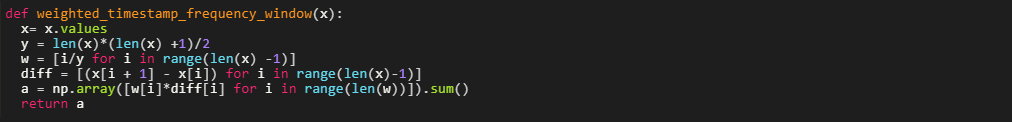 def weighted_timestamp_frequency_window(x):
  x= x.values
  y = len(x)*(len(x) +1)/2
  w = [i/y for i in range(len(x) -1)]
  diff = [(x[i + 1] - x[i]) for i in range(len(x)-1)]
  a = np.array([w[i]*diff[i] for i in range(len(w))]).sum()
  return a